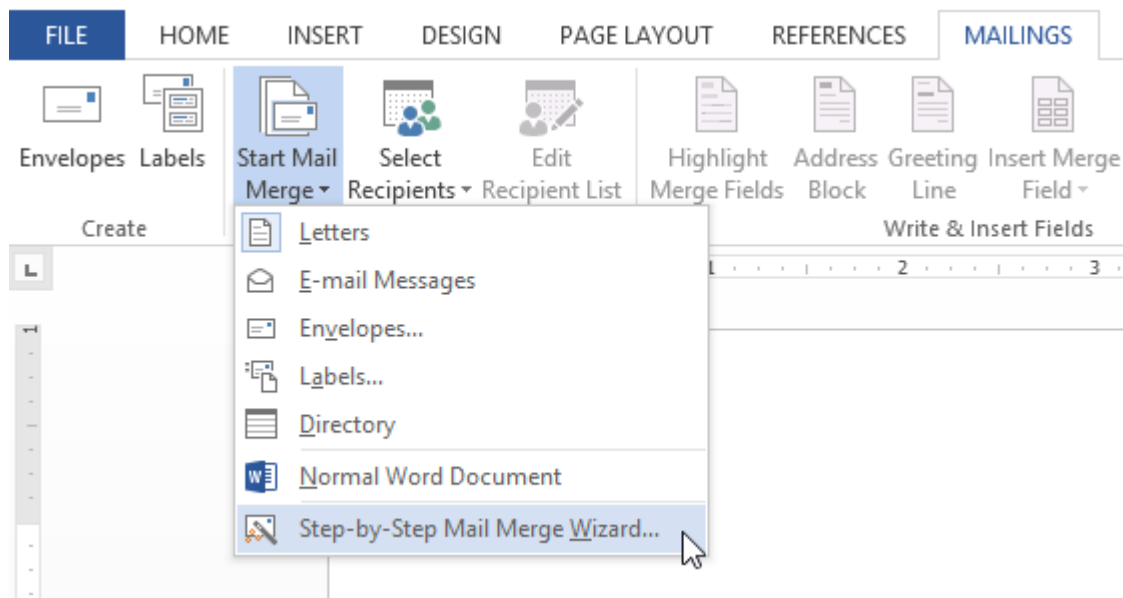 FILE HOME INSERT DESIGN PAGE LAYOUT REFERENCES MAILINGS
Envelopes Labels Start Mail Select Edit Highlight Address Greeting Insert Merge
Merge Recipients Recipient List Merge Fields Block Line Field
Create Write & Insert Fields
Letters
L 1 2 3
E-mail Messages
1
Envelopes...
Labels...
Directory
W Normal Word Document
Step-by-Step Mail Merge Wizard...